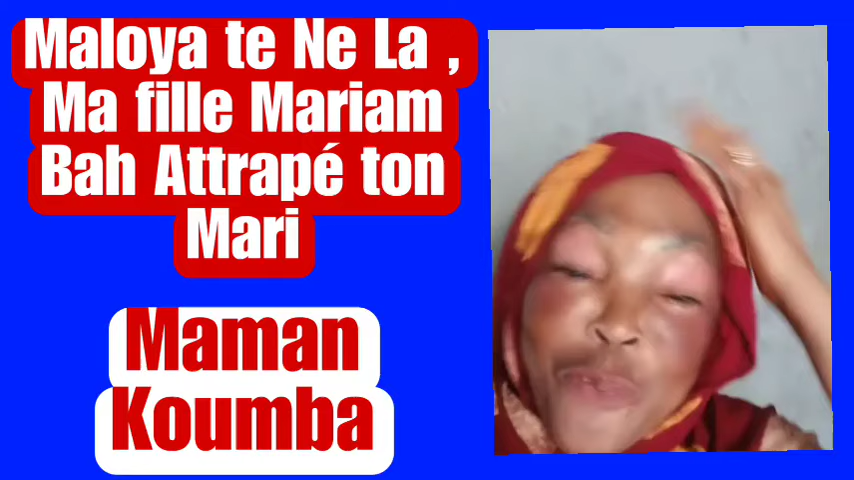 Maloya te Ne La ,
Ma fille Mariam
Bah Attrapé ton
Mari
Maman
Koumba